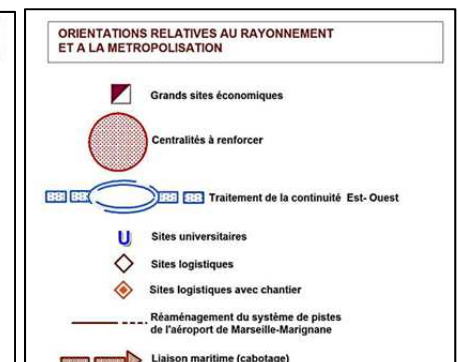 ORIENTATIONS RELATIVES AU RAYONNEMENT
ET A LA METROPOLISATION
Grands sites économiques
Centralités à renforcer
Traitement de la continuité Est- Ouest
U Sites universitaires
Sites logistiques
Sites logistiques avec chantier
Réaménagement du système de pistes
de l'aéroport de Marseille-Marignane
Liaison maritime (cabotage)